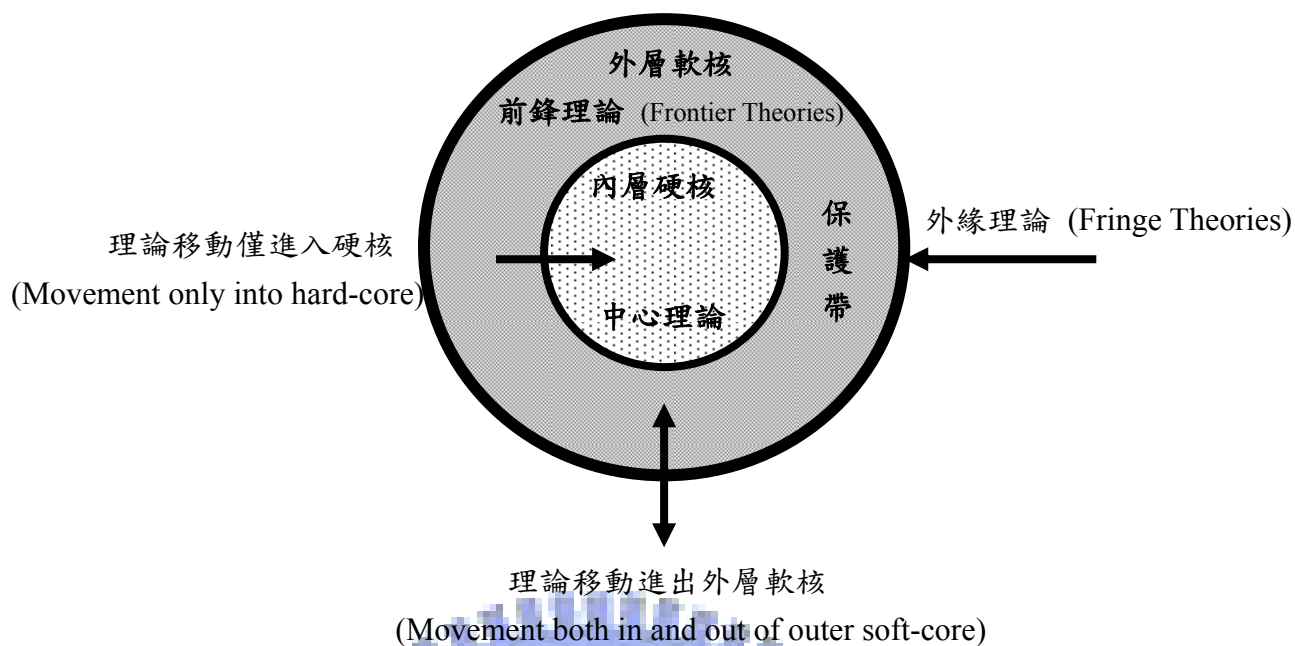 外層軟核
前鋒理論 (Frontier Theories)
內層硬核
保護帶
外緣理論 (Fringe Theories)
理論移動僅進入硬核
(Movement only into hard-core)
中心理論
理論移動進出外層軟核
(Movement both in and out of outer soft-core)